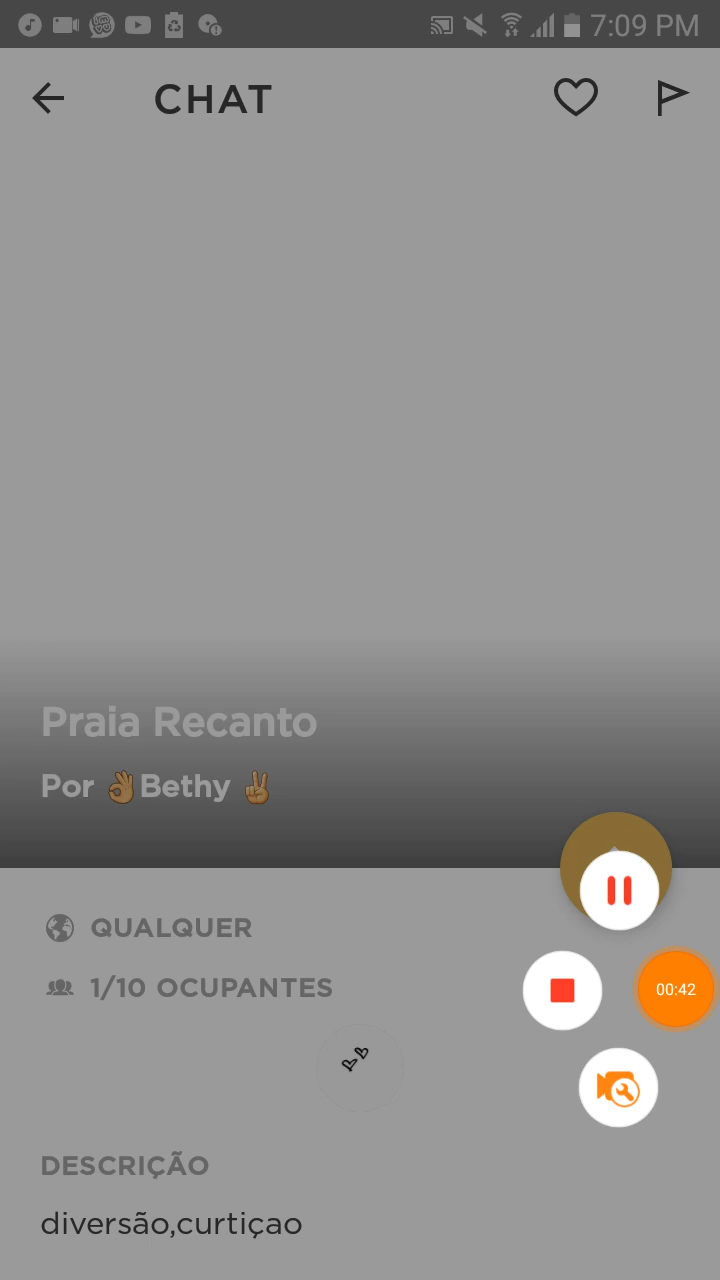 7:09 PM
CHAT
Praia Recanto
Por 👌Bethy ✌
QUALQUER
1/10 OCUPANTES
00:42
DESCRIÇÃO
diversão,curtiçao